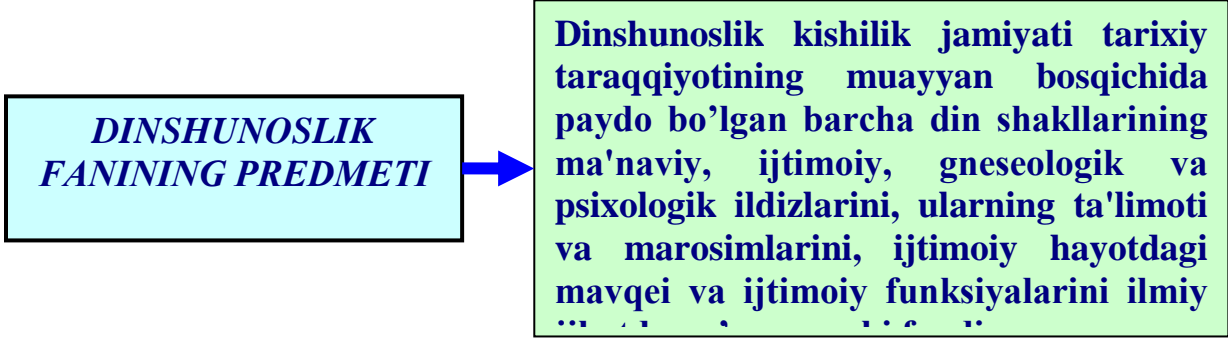 DINSHUNOSLIK
FANINING PREDMETI
Dinshunoslik kishilik jamiyati tarixiy
taraqqiyotining muayyan bosqichida
paydo bo’lgan barcha din shakllarining
ma'naviy, ijtimoiy, gneseologik va
psixologik ildizlarini, ularning ta'limoti
va marosimlarini, ijtimoiy hayotdagi
mavqei va ijtimoiy funksiyalarini ilmiy